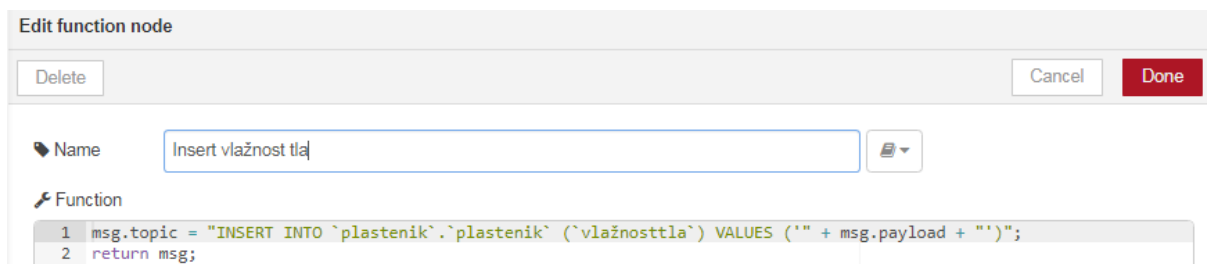 Edit function node
Delete Cancel Done
Name Insert vlažnost tla
Function
1 msg.topic = "INSERT INTO `plastenik`.`plastenik` (`vlažnosttla`) VALUES ('" + msg.payload + "')";
2 return msg;